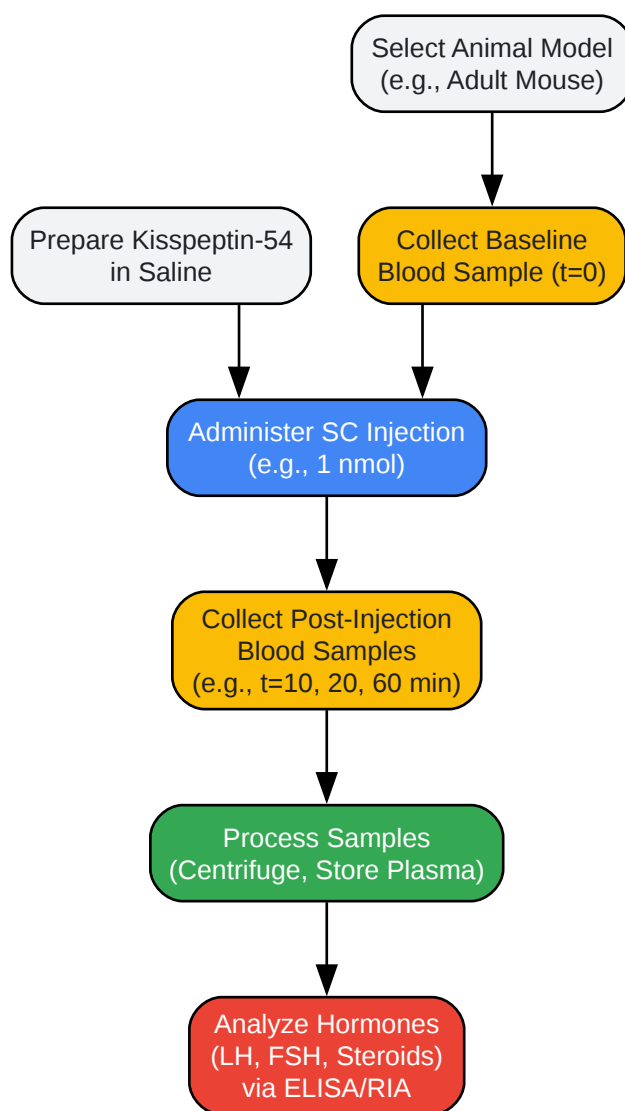 Select Animal Model
(e.g., Adult Mouse)
Prepare Kisspeptin-54
in Saline
Collect Baseline
Blood Sample (t=0)
Administer SC Injection
(e.g., 1 nmol)
Collect Post-Injection
Blood Samples
(e.g., t=10, 20, 60 min)
Process Samples
(Centrifuge, Store Plasma)
Analyze Hormones
(LH, FSH, Steroids)
via ELISA/RIA